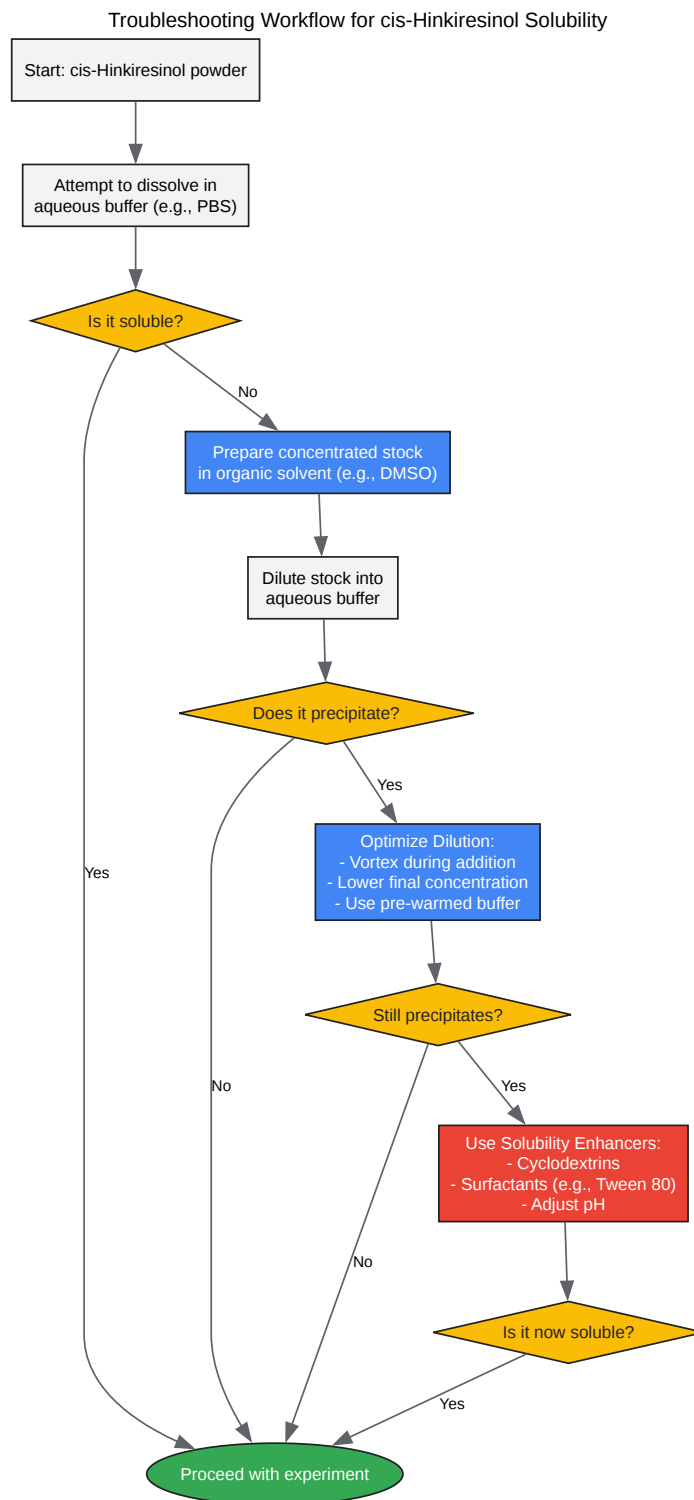 Troubleshooting Workflow for cis-Hinkiresinol Solubility
Start: cis-Hinkiresinol powder
Attempt to dissolve in
aqueous buffer (e.g., PBS)
Is it soluble?
No
Prepare concentrated stock
in organic solvent (e.g., DMSO)
Dilute stock into
aqueous buffer
Does it precipitate?
Yes
Optimize Dilution:
- Vortex during addition
- Lower final concentration
- Use pre-warmed buffer
Yes
Still precipitates?
No
Yes
Use Solubility Enhancers:
- Cyclodextrins
- Surfactants (e.g., Tween 80)
- Adjust pH
No
Is it now soluble?
Yes
Proceed with experiment